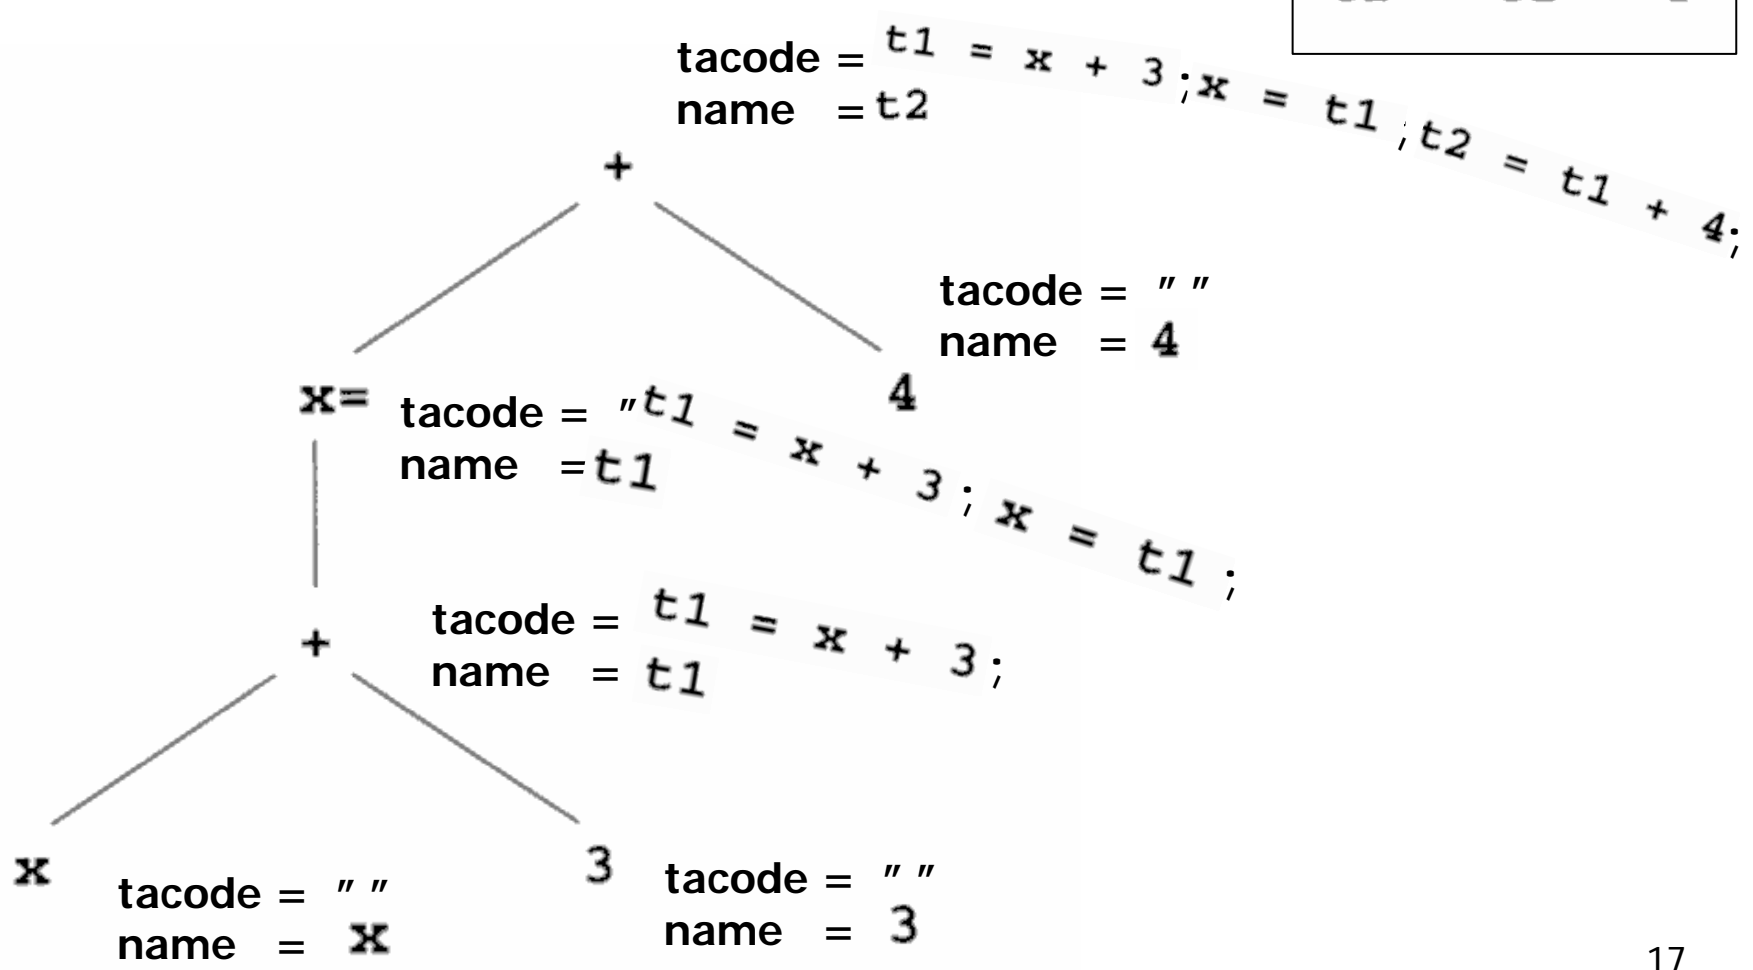 tacode = t1 = x + 3 ; x = t1 ; t2 = t1 + 4;
name = t2
+
tacode = " "
name = 4
x=
4
tacode = "t1 = x + 3 ; x = t1 ;
name =t1
tacode = t1 = x + 3;
name = t1
+
x
3
tacode = " "
name = x
tacode = " "
name = 3
17